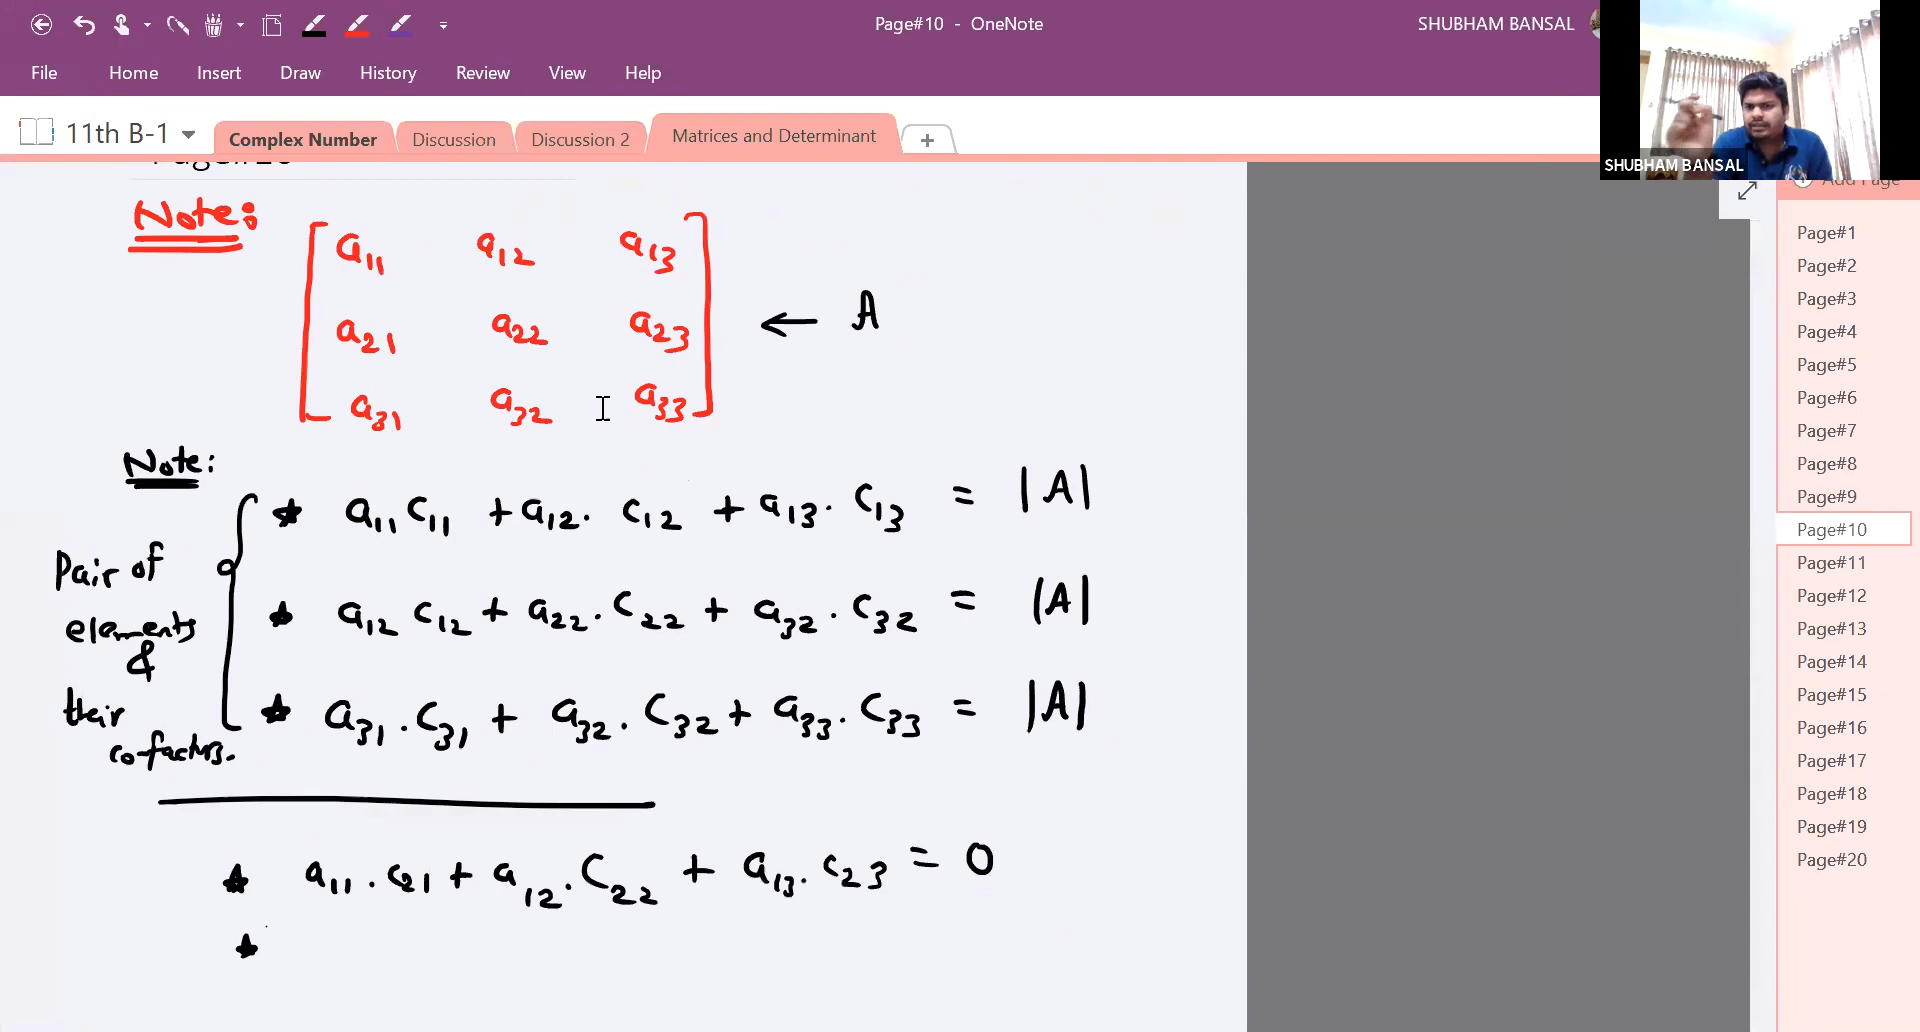 Page#10 - OneNote
SHUBHAM BANSAL
File Home Insert Draw History Review View Help
SHUBHAM BANSAL
11th B-1
Complex Number Discussion Discussion 2 Matrices and Determinant +
Add Page
Note:
a11 a12 a13
a21 a22 a23 ← A
a31 a32 a33
Note:
★ a11 c11 + a12 . c12 + a13 . c13 = |A|
★ a12 c12 + a22 . c22 + a32 . c32 = |A|
★ a31 . c31 + a32 . c32 + a33 . c33 = |A|
Pair of
elements
&
their
co-factors.
★ a11 . c21 + a12 . c22 + a13 . c23 = 0
★
Page#1
Page#2
Page#3
Page#4
Page#5
Page#6
Page#7
Page#8
Page#9
Page#10
Page#11
Page#12
Page#13
Page#14
Page#15
Page#16
Page#17
Page#18
Page#19
Page#20